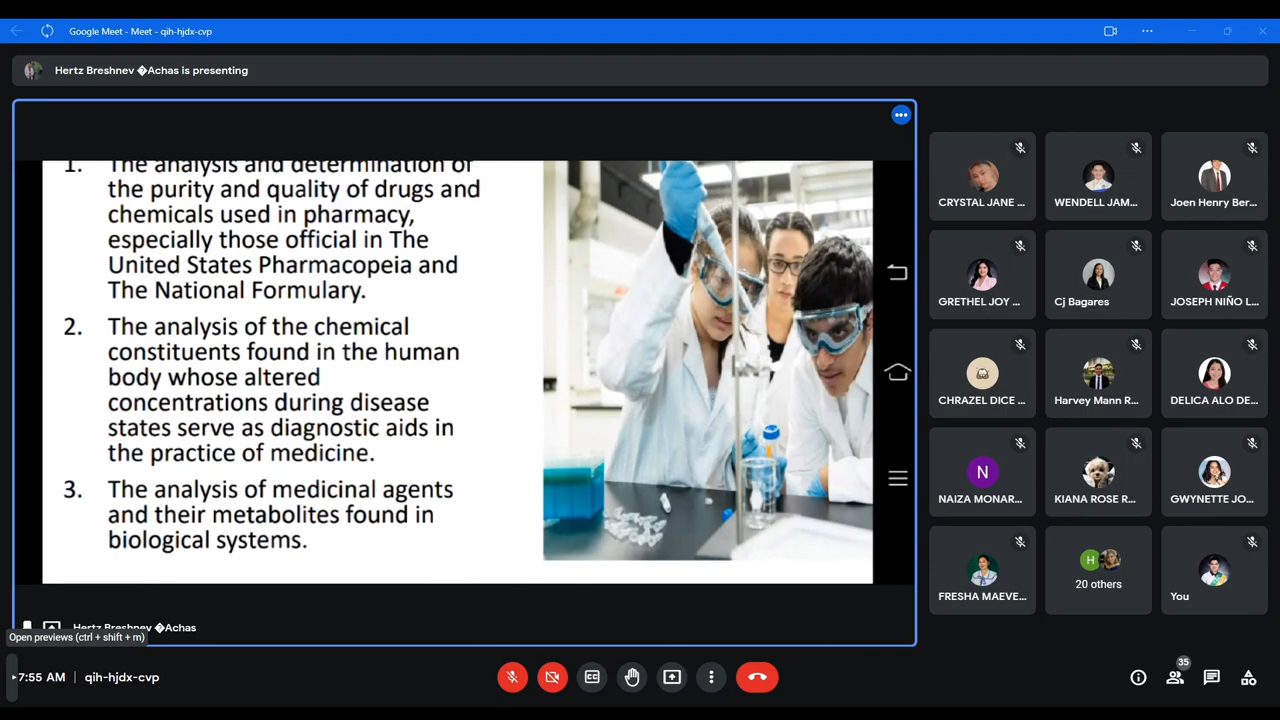 Google Meet - Meet - qih-hjdx-cvp
Hertz Breshnev �Achas is presenting
1. The analysis and determination of
the purity and quality of drugs and
chemicals used in pharmacy,
especially those official in The
United States Pharmacopeia and
The National Formulary.
2. The analysis of the chemical
constituents found in the human
body whose altered
concentrations during disease
states serve as diagnostic aids in
the practice of medicine.
3. The analysis of medicinal agents
and their metabolites found in
biological systems.
CRYSTAL JANE ...
WENDELL JAM...
Joen Henry Ber...
GRETHEL JOY ...
Cj Bagares
JOSEPH NIÑO L...
CHRAZEL DICE ...
Harvey Mann R...
DELICA ALO DE...
N
NAIZA MONAR...
KIANA ROSE R...
GWYNETTE JO...
FRESHA MAEVE...
H
20 others
You
Hertz Breshnev �Achas
Open previews (ctrl + shift + m)
7:55 AM | qih-hjdx-cvp
35